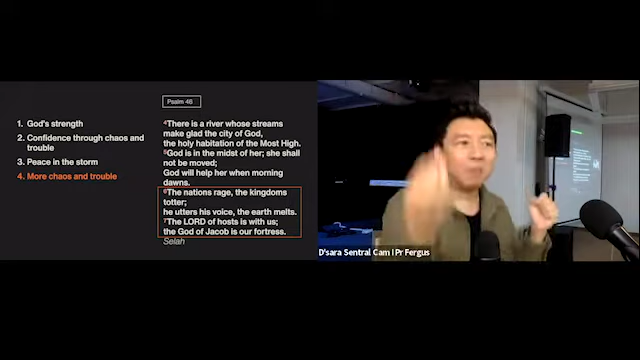 Psalm 46
1. God's strength
2. Confidence through chaos and
trouble
3. Peace in the storm
4. More chaos and trouble
4There is a river whose streams
make glad the city of God,
the holy habitation of the Most High.
5God is in the midst of her; she shall
not be moved;
God will help her when morning
dawns.
6The nations rage, the kingdoms
totter;
he utters his voice, the earth melts.
7The LORD of hosts is with us;
the God of Jacob is our fortress.
Selah
D'sara Sentral Cam I Pr Fergus